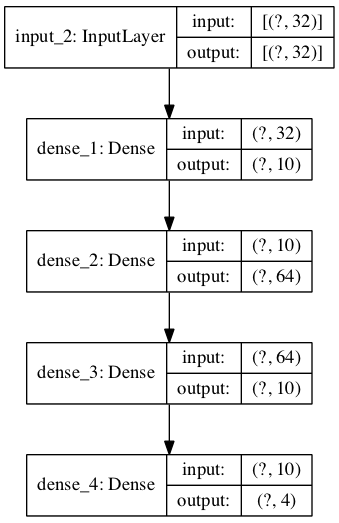 input_2: InputLayer
input: [(?, 32)]
output: [(?, 32)]
dense_1: Dense
input: (?, 32)
output: (?, 10)
dense_2: Dense
input: (?, 10)
output: (?, 64)
dense_3: Dense
input: (?, 64)
output: (?, 10)
dense_4: Dense
input: (?, 10)
output: (?, 4)